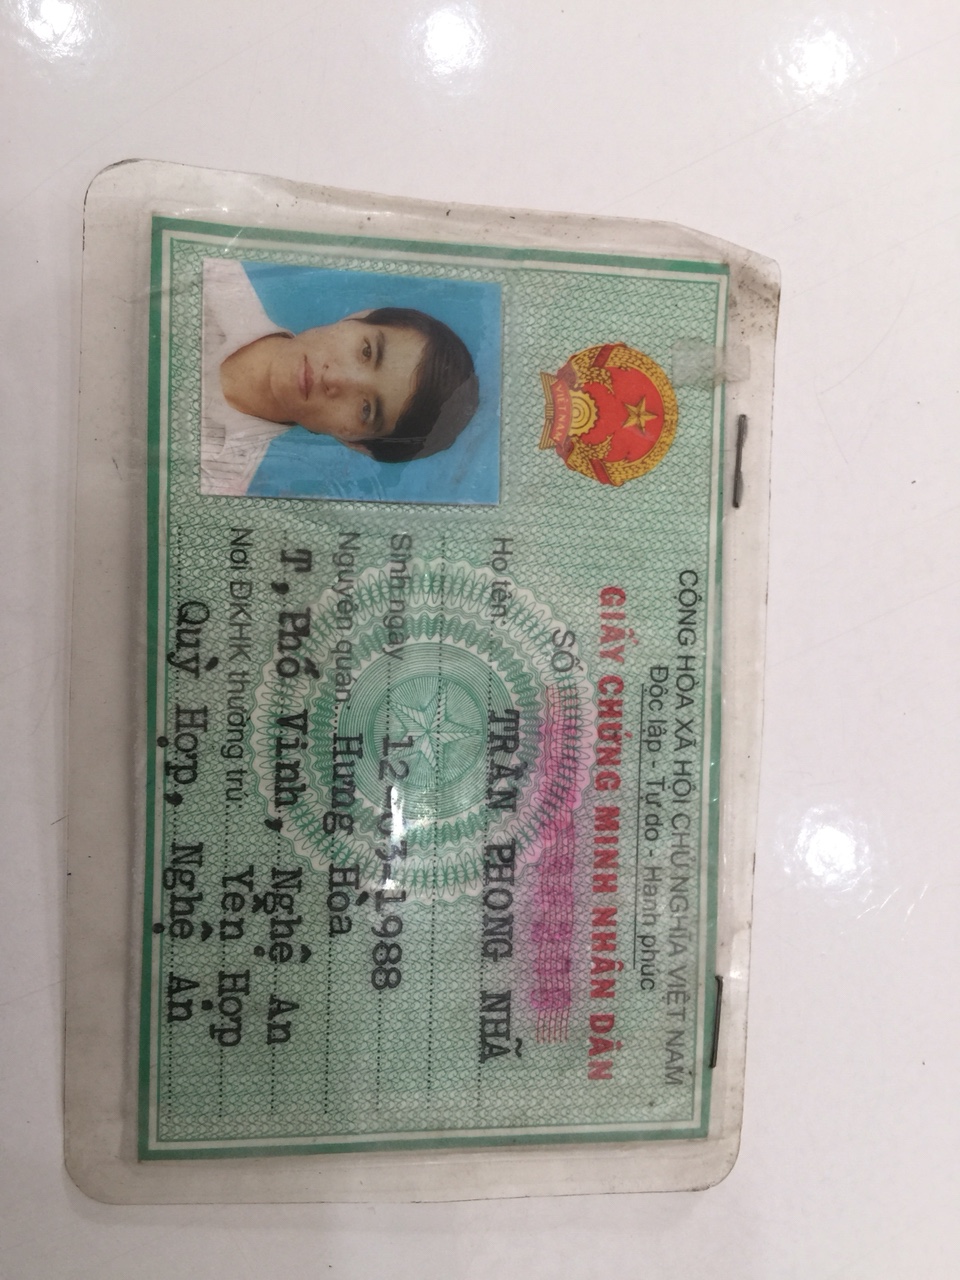 CỘNG HÒA XÃ HỘI CHỦ NGHĨA VIỆT NAM
Độc lập - Tự do - Hạnh phúc
GIẤY CHỨNG MINH NHÂN DÂN
SỐ
VIỆT NAM
Họ tên: TRẦN PHONG NHÃ
Sinh ngày 12-03-1988
Nguyên quán: Hưng Hòa
T,Phố Vinh, Nghệ An
Nơi ĐKHK thường trú: Yên Hợp
Quỳ Hợp, Nghệ An